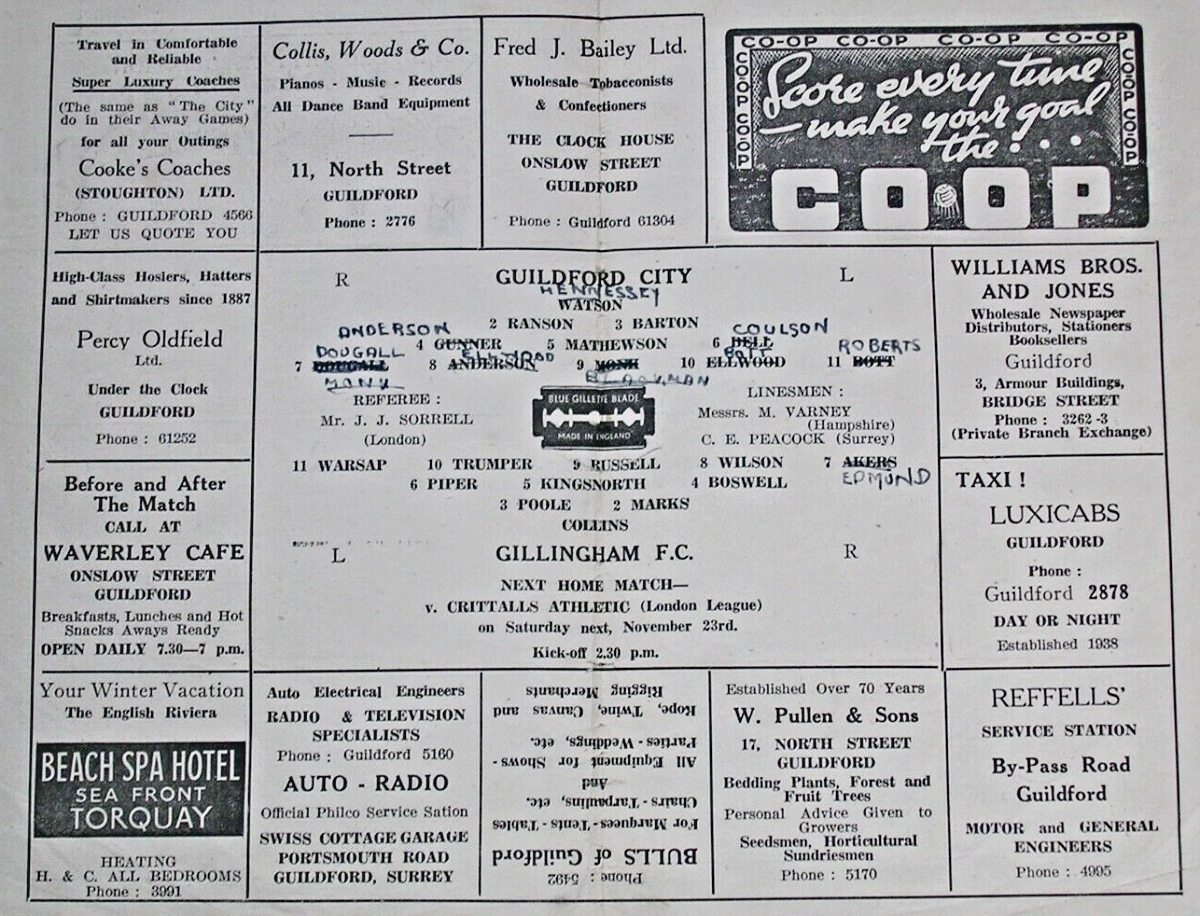 Travel in Comfortable
and Reliable
Super Luxury Coaches
(The same as "The City"
do in their Away Games)
for all your Outings
Cooke's Coaches
(STOUGHTON) LTD.
Phone : GUILDFORD 4566
LET US QUOTE YOU
Collis, Woods & Co.
Pianos - Music - Records
All Dance Band Equipment
11, North Street
GUILDFORD
Phone : 2776
Fred J. Bailey Ltd.
Wholesale Tobacconists
& Confectioners
THE CLOCK HOUSE
ONSLOW STREET
GUILDFORD
Phone : Guildford 61304
CO-OP CO-OP CO-OP CO-OP
CO-OP CO-OP
CO-OP CO-OP
Score every time
— make your goal
the . . .
CO-OP
High-Class Hosiers, Hatters
and Shirtmakers since 1887
Percy Oldfield
Ltd.
Under the Clock
GUILDFORD
Phone : 61252
R GUILDFORD CITY L
HENNESSEY
WATSON
2 RANSON 3 BARTON
ANDERSON COULSON
4 GUNNER 5 MATHEWSON 6 BELL
DOUGALL ELLWOOD BOTT ROBERTS
7 DOUGALL 8 ANDERSON 9 MONK 10 ELLWOOD 11 BOTT
MONK BLACKMAN
REFEREE :
Mr. J. J. SORRELL
(London)
BLUE GILLETTE BLADE
MADE IN ENGLAND
LINESMEN :
Messrs. M. VARNEY
(Hampshire)
C. E. PEACOCK (Surrey)
11 WARSAP 10 TRUMPER 9 RUSSELL 8 WILSON 7 AKERS
EDMUND
6 PIPER 5 KINGSNORTH 4 BOSWELL
3 POOLE 2 MARKS
COLLINS
L GILLINGHAM F.C. R
NEXT HOME MATCH—
v. CRITTALLS ATHLETIC (London League)
on Saturday next, November 23rd.
Kick-off 2.30 p.m.
WILLIAMS BROS.
AND JONES
Wholesale Newspaper
Distributors, Stationers
Booksellers
Guildford
3, Armour Buildings,
BRIDGE STREET
Phone : 3262-3
(Private Branch Exchange)
Before and After
The Match
CALL AT
WAVERLEY CAFE
ONSLOW STREET
GUILDFORD
Breakfasts, Lunches and Hot
Snacks Aways Ready
OPEN DAILY 7.30—7 p.m.
TAXI !
LUXICABS
GUILDFORD
Phone :
Guildford 2878
DAY OR NIGHT
Established 1938
Your Winter Vacation
The English Riviera
BEACH SPA HOTEL
SEA FRONT
TORQUAY
HEATING
H. & C. ALL BEDROOMS
Phone : 3991
Auto Electrical Engineers
RADIO & TELEVISION
SPECIALISTS
Phone : Guildford 5160
AUTO - RADIO
Official Philco Service Sation
SWISS COTTAGE GARAGE
PORTSMOUTH ROAD
GUILDFORD, SURREY
Phone : 5492
BULLS of Guildford
For Marquees - Tents - Tables
Chairs - Tarpaulins, etc.
And
All Equipment for Shows -
Parties - Weddings, etc.
Rope, Twine, Canvas and
Rigging Merchants
Established Over 70 Years
W. Pullen & Sons
17, NORTH STREET
GUILDFORD
Bedding Plants, Forest and
Fruit Trees
Personal Advice Given to
Growers
Seedsmen, Horticultural
Sundriesmen
Phone : 5170
REFFELLS'
SERVICE STATION
By-Pass Road
Guildford
MOTOR and GENERAL
ENGINEERS
Phone : 4995